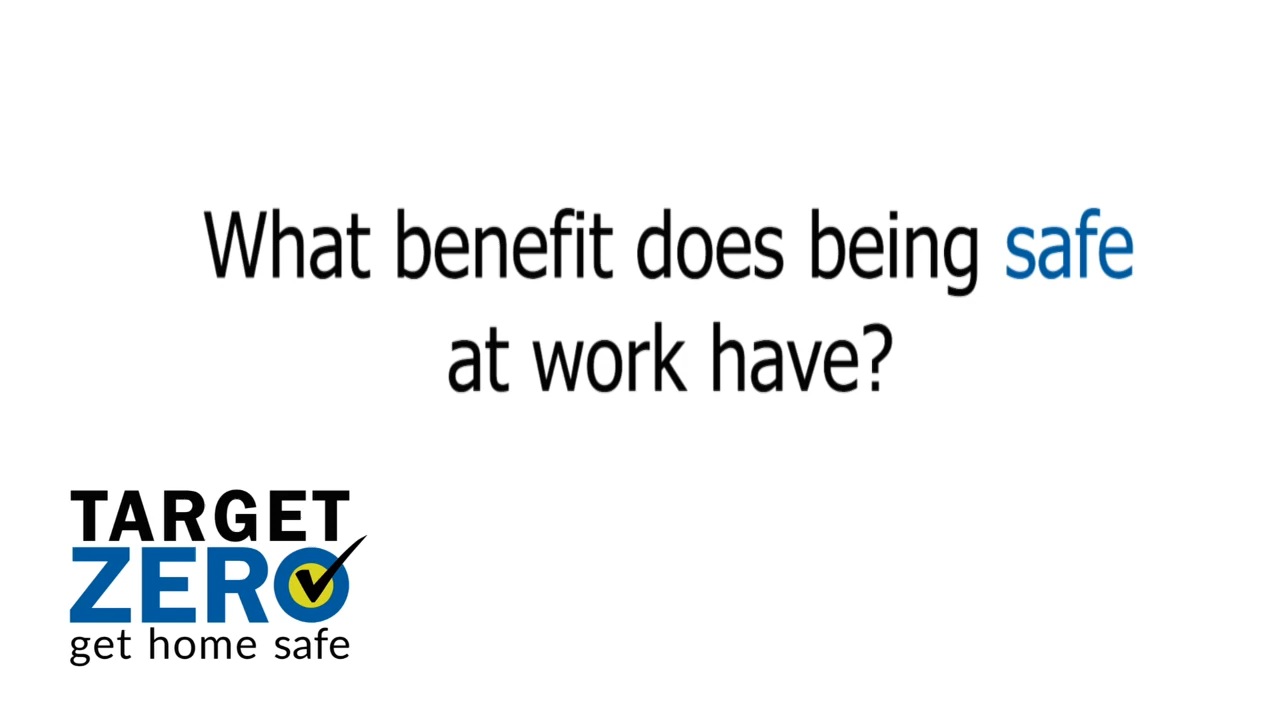 What benefit does being safe
at work have?
TARGET
ZERO
get home safe